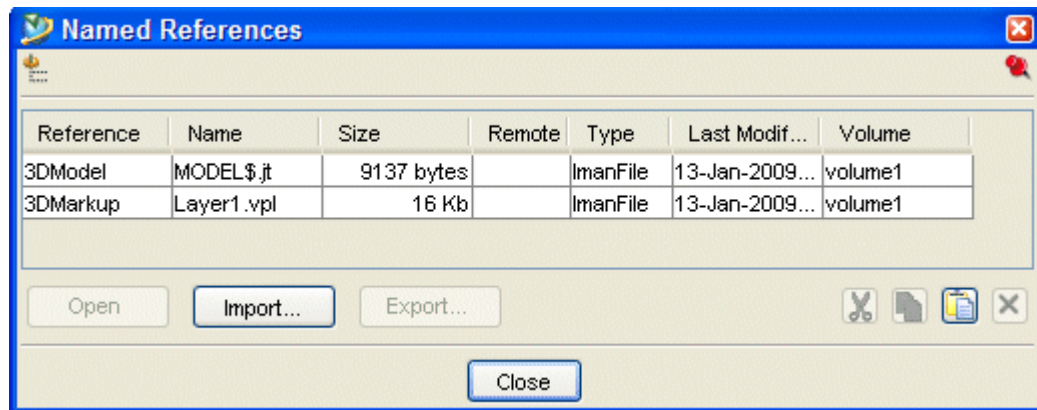 Named References
Reference Name Size Remote Type Last Modif... Volume
3DModel MODEL$.jt 9137 bytes ImanFile 13-Jan-2009... volume1
3DMarkup Layer1.vpl 16 Kb ImanFile 13-Jan-2009... volume1
Open Import... Export...
Close